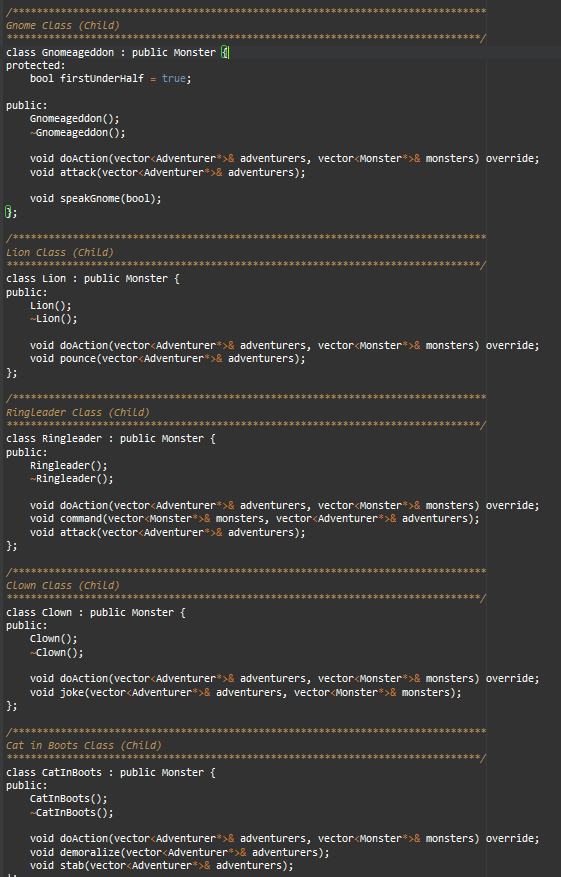 /********************************************************************************
Gnome Class (Child)
********************************************************************************/
class Gnomeageddon : public Monster {
protected:
    bool firstUnderHalf = true;

public:
    Gnomeageddon();
    ~Gnomeageddon();

    void doAction(vector<Adventurer*>& adventurers, vector<Monster*>& monsters) override;
    void attack(vector<Adventurer*>& adventurers);

    void speakGnome(bool);
};

/********************************************************************************
Lion Class (Child)
********************************************************************************/
class Lion : public Monster {
public:
    Lion();
    ~Lion();

    void doAction(vector<Adventurer*>& adventurers, vector<Monster*>& monsters) override;
    void pounce(vector<Adventurer*>& adventurers);
};

/********************************************************************************
Ringleader Class (Child)
********************************************************************************/
class Ringleader : public Monster {
public:
    Ringleader();
    ~Ringleader();

    void doAction(vector<Adventurer*>& adventurers, vector<Monster*>& monsters) override;
    void command(vector<Monster*>& monsters, vector<Adventurer*>& adventurers);
    void attack(vector<Adventurer*>& adventurers);
};

/********************************************************************************
Clown Class (Child)
********************************************************************************/
class Clown : public Monster {
public:
    Clown();
    ~Clown();

    void doAction(vector<Adventurer*>& adventurers, vector<Monster*>& monsters) override;
    void joke(vector<Adventurer*>& adventurers, vector<Monster*>& monsters);
};

/********************************************************************************
Cat in Boots Class (Child)
********************************************************************************/
class CatInBoots : public Monster {
public:
    CatInBoots();
    ~CatInBoots();

    void doAction(vector<Adventurer*>& adventurers, vector<Monster*>& monsters) override;
    void demoralize(vector<Adventurer*>& adventurers);
    void stab(vector<Adventurer*>& adventurers);